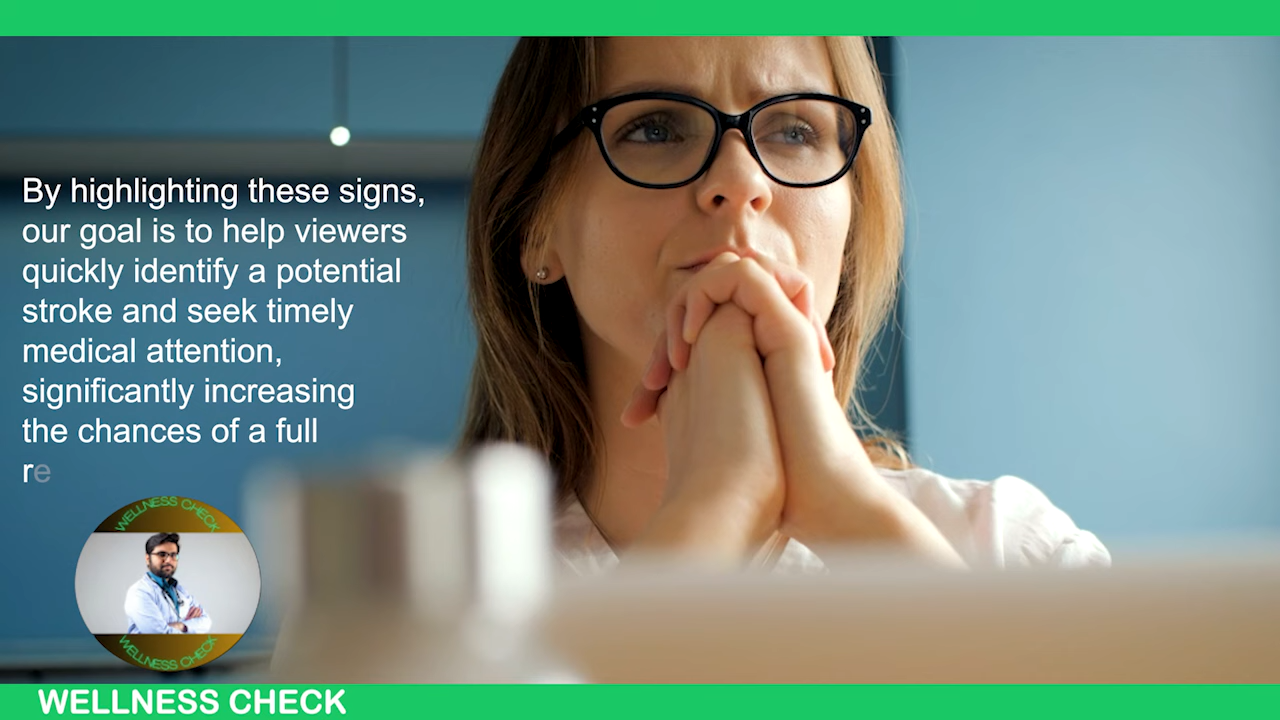 By highlighting these signs,
our goal is to help viewers
quickly identify a potential
stroke and seek timely
medical attention,
significantly increasing
the chances of a full
re
WELLNESS CHECK
WELLNESS CHECK
WELLNESS CHECK